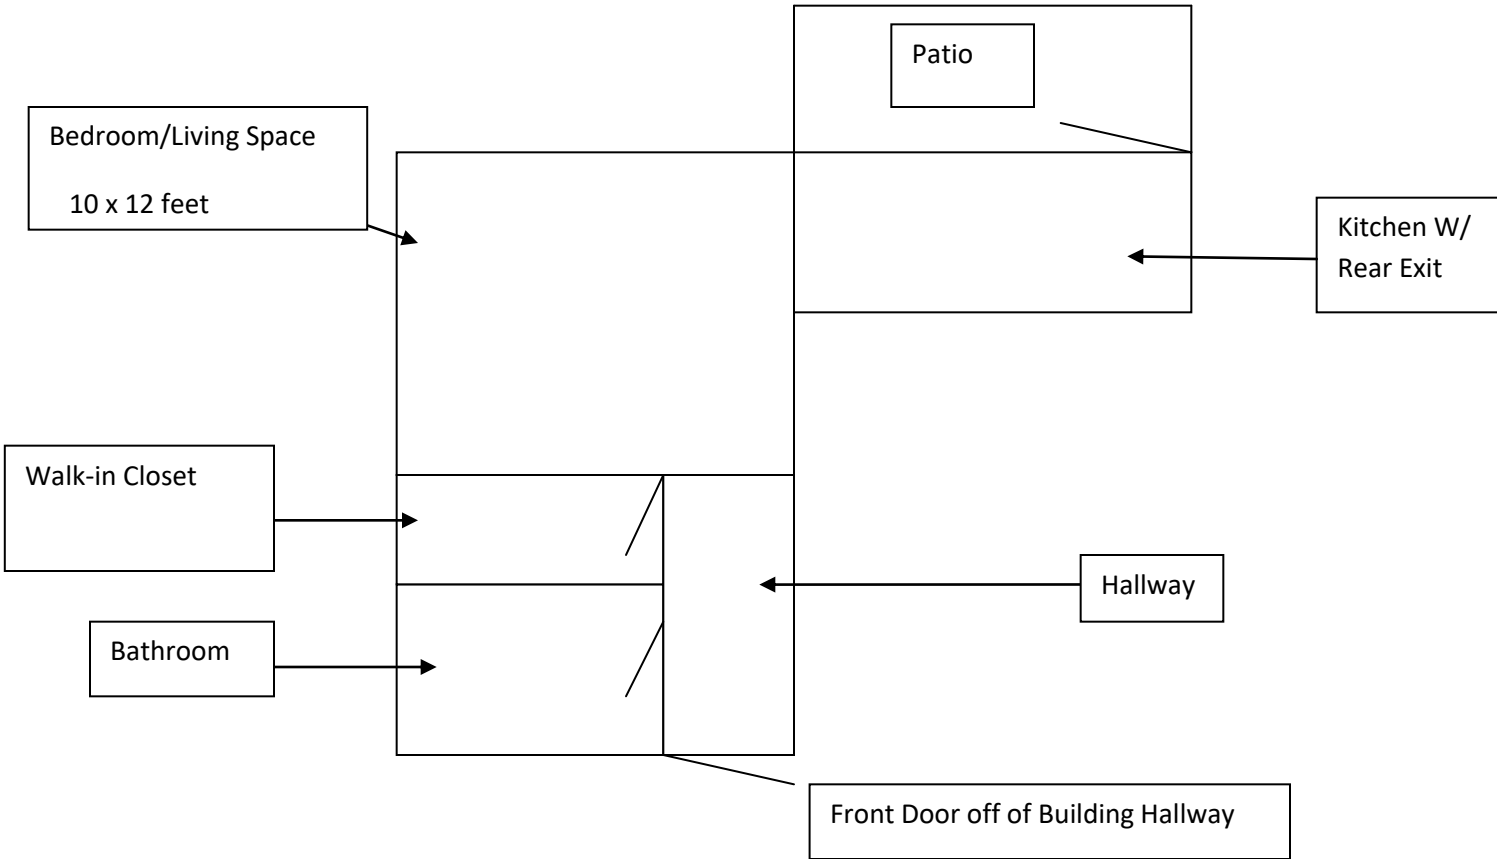 Patio
Bedroom/Living Space
10 x 12 feet
Kitchen W/
Rear Exit
Walk-in Closet
Hallway
Bathroom
Front Door off of Building Hallway